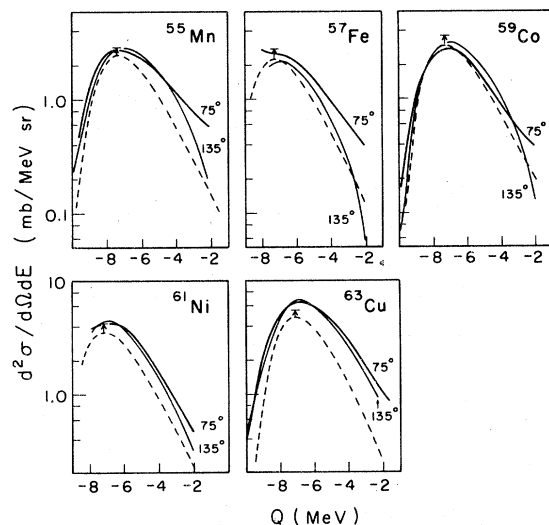 ⁵⁵Mn
⁵⁷Fe
⁵⁹Co
1.0
0.1
75°
135°
75°
135°
75°
135°
-8 -6 -4 -2
-8 -6 -4 -2
-8 -6 -4 -2
d²σ/dΩdE (mb/MeV sr)
⁶¹Ni
⁶³Cu
10
1.0
75°
135°
75°
135°
-8 -6 -4 -2
-8 -6 -4 -2
Q (MeV)